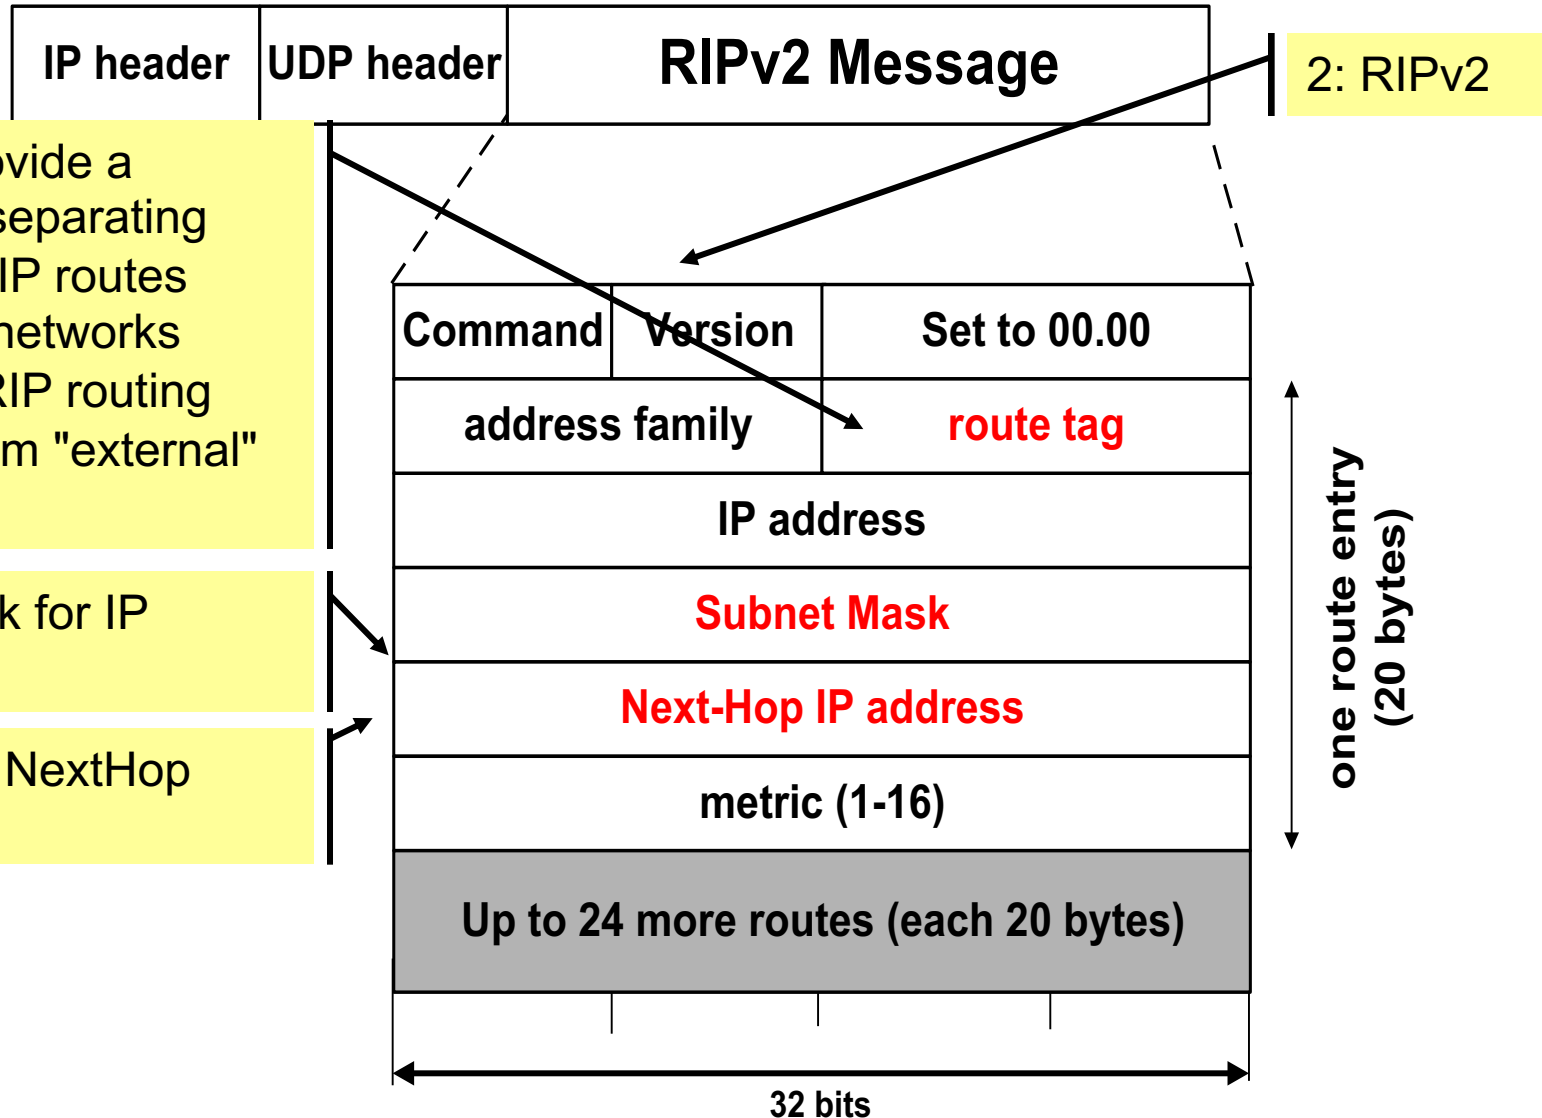 IP header
UDP header
RIPv2 Message
2: RIPv2
vide a
separating
IP routes
networks
RIP routing
m "external"
k for IP
NextHop
Command
Version
Set to 00.00
address family
route tag
IP address
Subnet Mask
Next-Hop IP address
metric (1-16)
Up to 24 more routes (each 20 bytes)
32 bits
one route entry
(20 bytes)